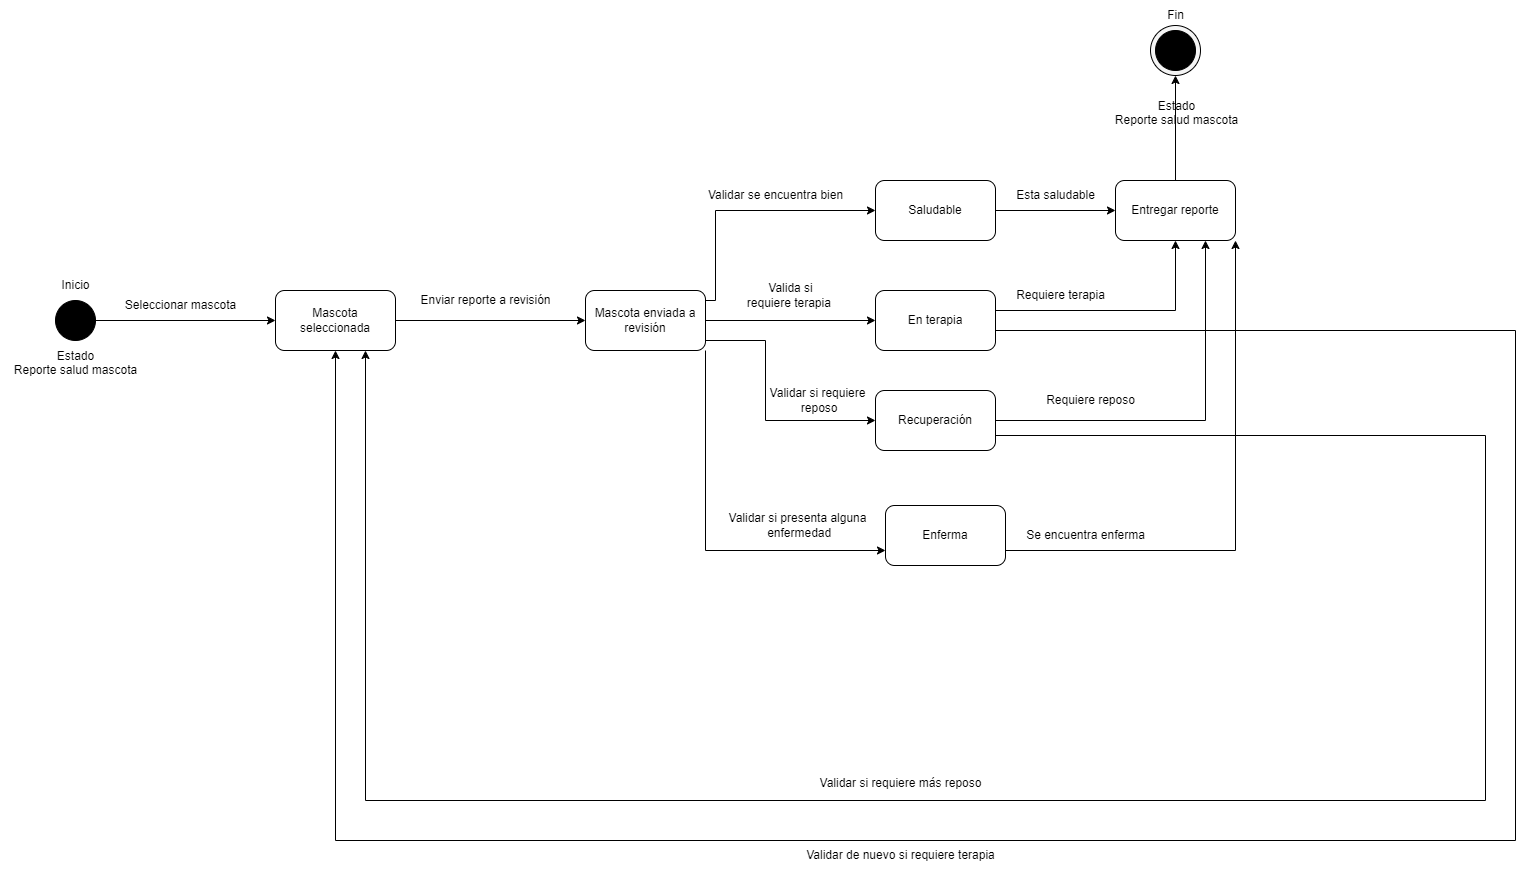 Fin
Estado
Reporte salud mascota
Validar se encuentra bien
Saludable
Esta saludable
Entregar reporte
Inicio
Seleccionar mascota
Estado
Reporte salud mascota
Mascota
seleccionada
Enviar reporte a revisión
Mascota enviada a
revisión
Valida si
requiere terapia
En terapia
Requiere terapia
Validar si requiere
reposo
Recuperación
Requiere reposo
Validar si presenta alguna
enfermedad
Enferma
Se encuentra enferma
Validar si requiere más reposo
Validar de nuevo si requiere terapia